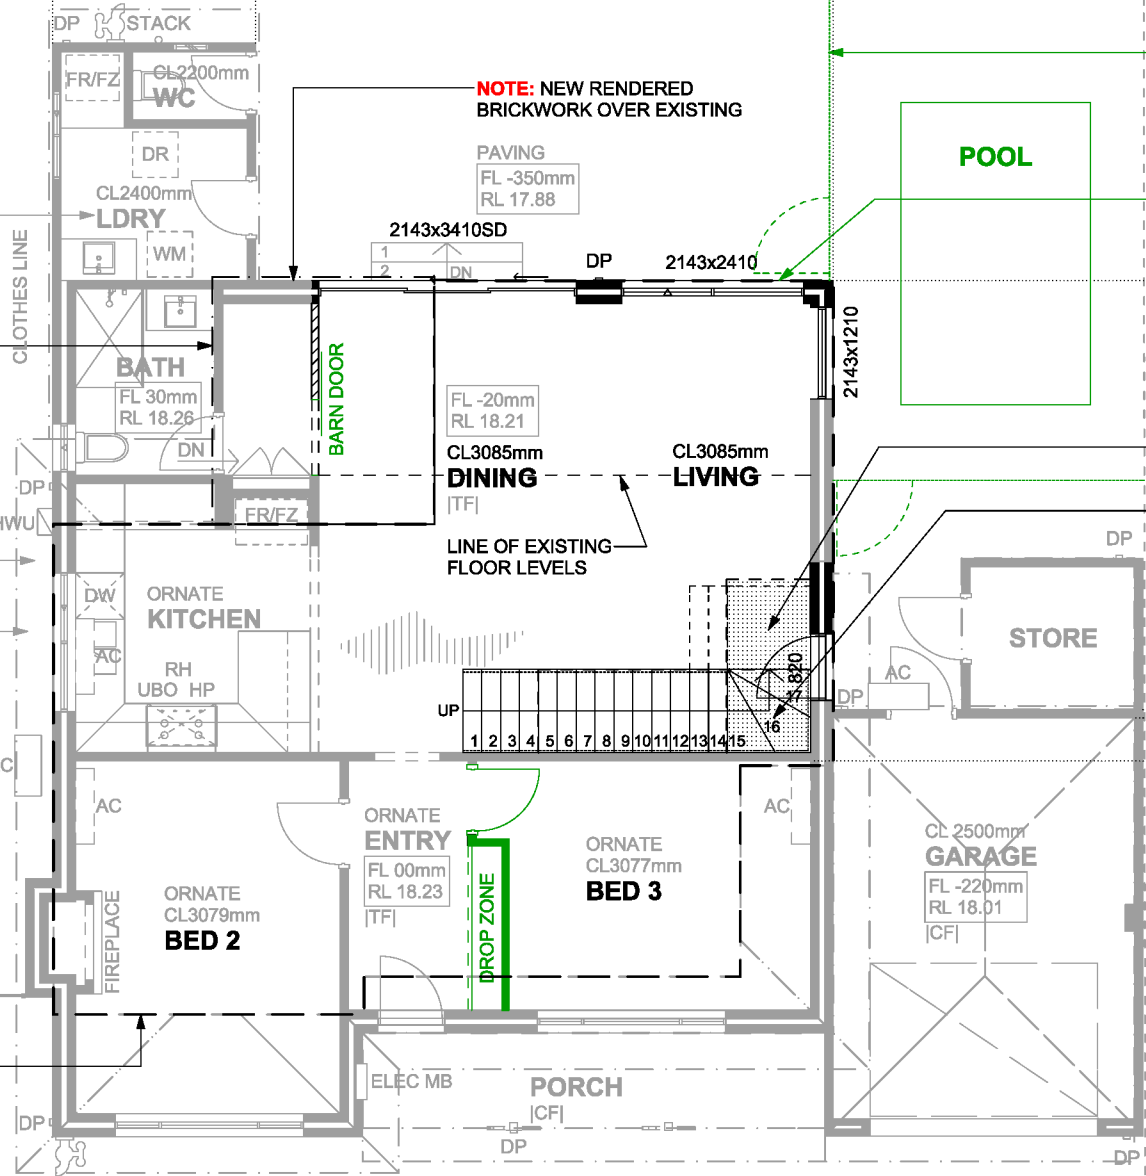 DP
STACK
FR/FZ
CL2200mm
WC
NOTE: NEW RENDERED
BRICKWORK OVER EXISTING
DR
PAVING
FL -350mm
RL 17.88
POOL
CL2400mm
LDRY
WM
CLOTHES LINE
2143x3410SD
1
2
DN
DP
2143x2410
2143x1210
BATH
FL 30mm
RL 18.26
DN
BARN DOOR
FL -20mm
RL 18.21
CL3085mm
DINING
|TF|
CL3085mm
LIVING
DP
HWU
FR/FZ
LINE OF EXISTING
FLOOR LEVELS
DP
DW
ORNATE
KITCHEN
STORE
AC
RH
UBO HP
AC
820
17
DP
UP
16
1 2 3 4 5 6 7 8 9 10 11 12 13 14 15
C
AC
ORNATE
ENTRY
FL 00mm
RL 18.23
|TF|
AC
ORNATE
CL3077mm
BED 3
CL 2500mm
GARAGE
FL -220mm
RL 18.01
|CF|
ORNATE
CL3079mm
BED 2
FIREPLACE
DROP ZONE
ELEC MB
PORCH
|CF|
DP
DP
DP